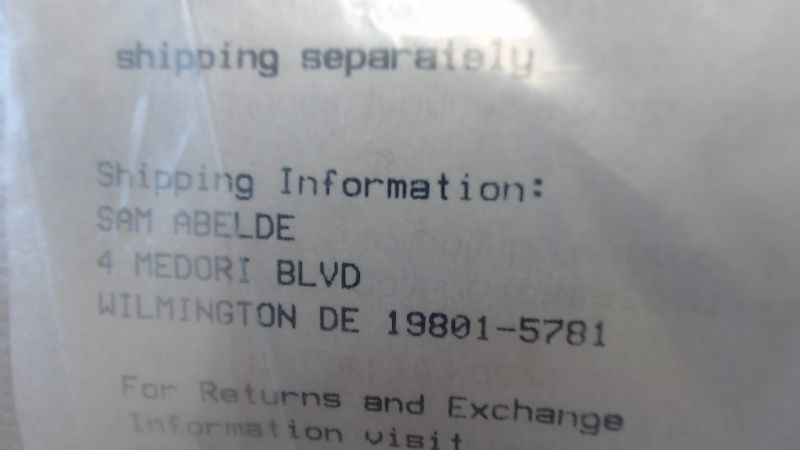 shipping separately
Shipping Information:
SAM ABELDE
4 MEDORI BLVD
WILMINGTON DE 19801-5781
For Returns and Exchange
Information visit